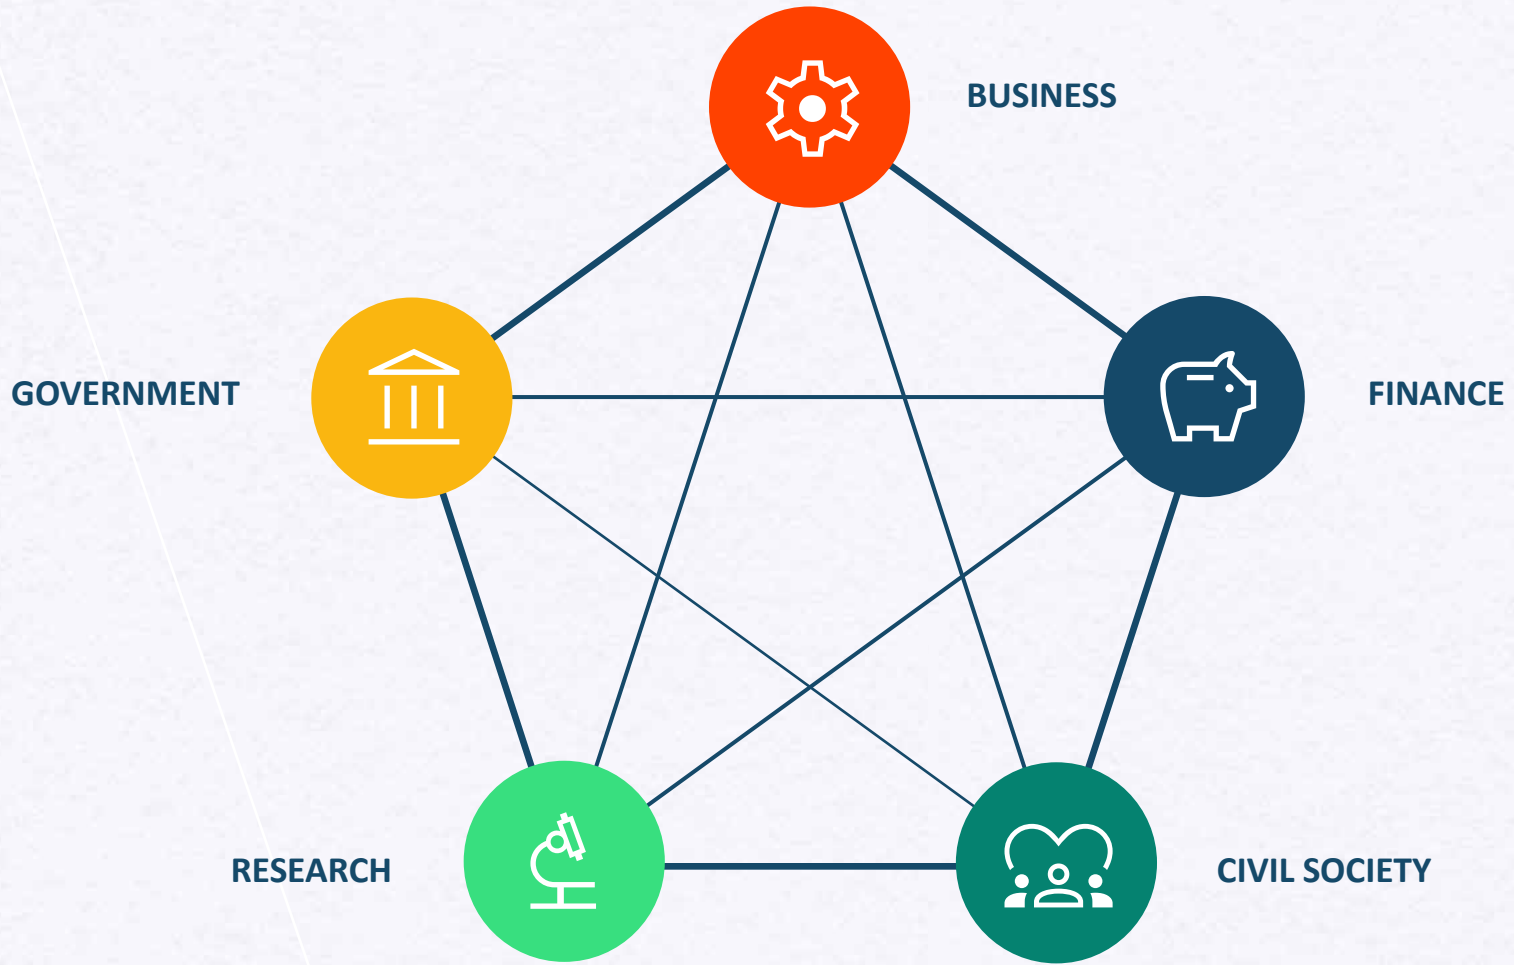 BUSINESS
GOVERNMENT
FINANCE
RESEARCH
CIVIL SOCIETY